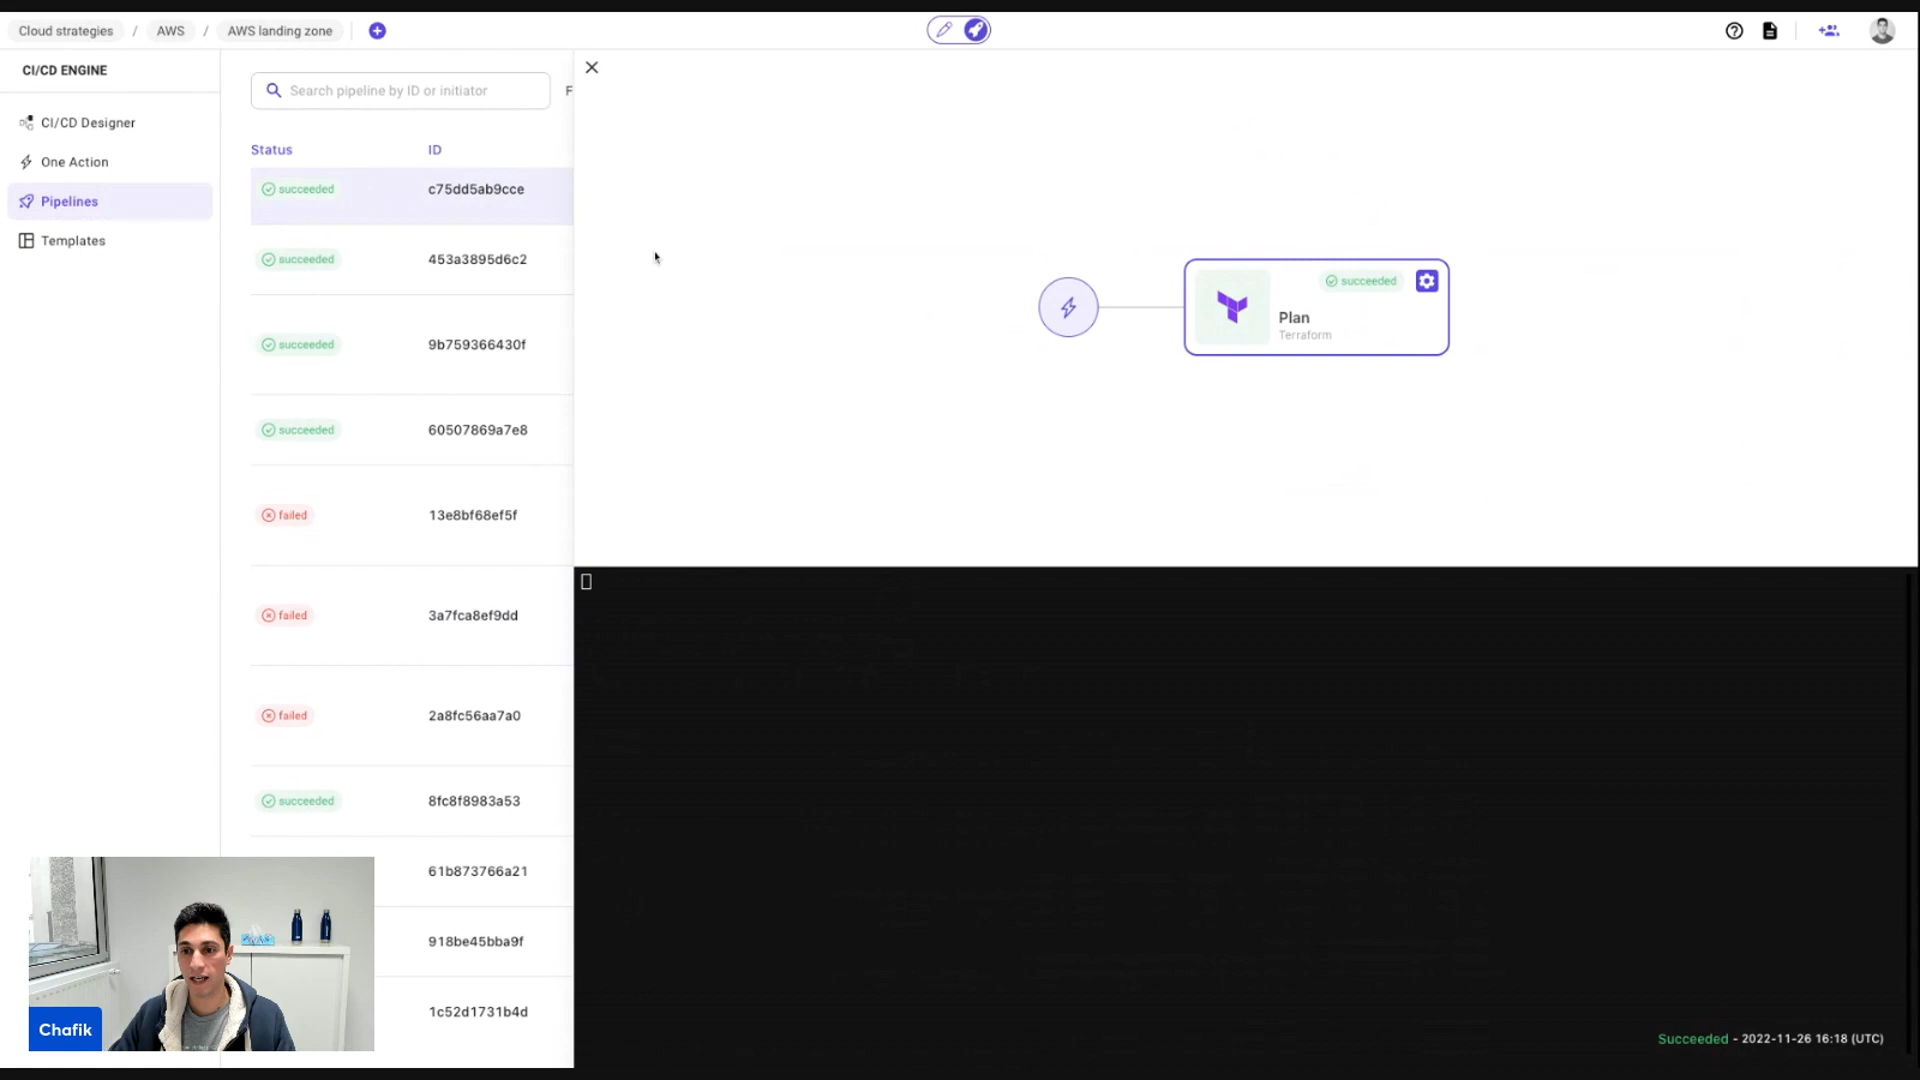 Cloud strategies / AWS / AWS landing zone
CI/CD ENGINE
CI/CD Designer
One Action
Pipelines
Templates
Search pipeline by ID or initiator
F
Status ID
succeeded c75dd5ab9cce
succeeded 453a3895d6c2
succeeded 9b759366430f
succeeded 60507869a7e8
failed 13e8bf68ef5f
failed 3a7fca8ef9dd
failed 2a8fc56aa7a0
succeeded 8fc8f8983a53
61b873766a21
918be45bba9f
1c52d1731b4d
succeeded
Plan
Terraform
Succeeded - 2022-11-26 16:18 (UTC)
Chafik